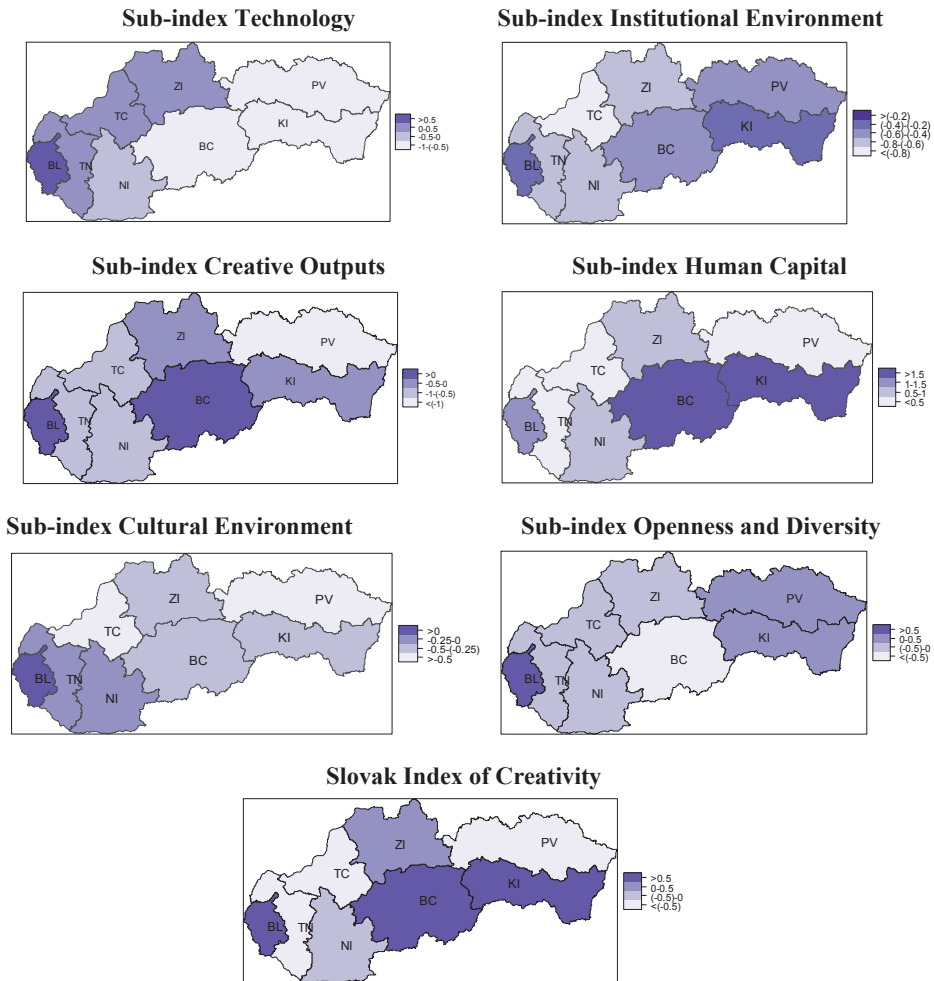 Sub-index Technology
ZI
PV
TC
KI
BC
BL
TN
NI
>0.5
0-0.5
-0.5-0
-1-(-0.5)
Sub-index Institutional Environment
ZI
PV
TC
KI
BC
BL
TN
NI
>(-0.2)
(-0.4)-(-0.2)
(-0.6)-(-0.4)
-0.8-(-0.6)
<(-0.8)
Sub-index Creative Outputs
ZI
PV
TC
KI
BC
BL
TN
NI
>0
-0.5-0
-1-(-0.5)
<(-1)
Sub-index Human Capital
ZI
PV
TC
KI
BC
BL
TN
NI
>1.5
1-1.5
0.5-1
<0.5
Sub-index Cultural Environment
ZI
PV
TC
KI
BC
BL
TN
NI
>0
-0.25-0
-0.5-(-0.25)
>-0.5
Sub-index Openness and Diversity
ZI
PV
TC
KI
BC
BL
TN
NI
>0.5
0-0.5
(-0.5)-0
<(-0.5)
Slovak Index of Creativity
ZI
PV
TC
KI
BC
BL
TN
NI
>0.5
0-0.5
(-0.5)-0
<(-0.5)